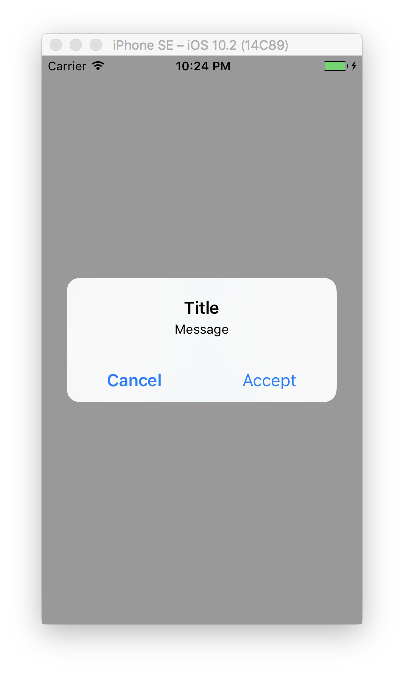 iPhone SE – iOS 10.2 (14C89)
Carrier 10:24 PM
Title
Message
Cancel Accept